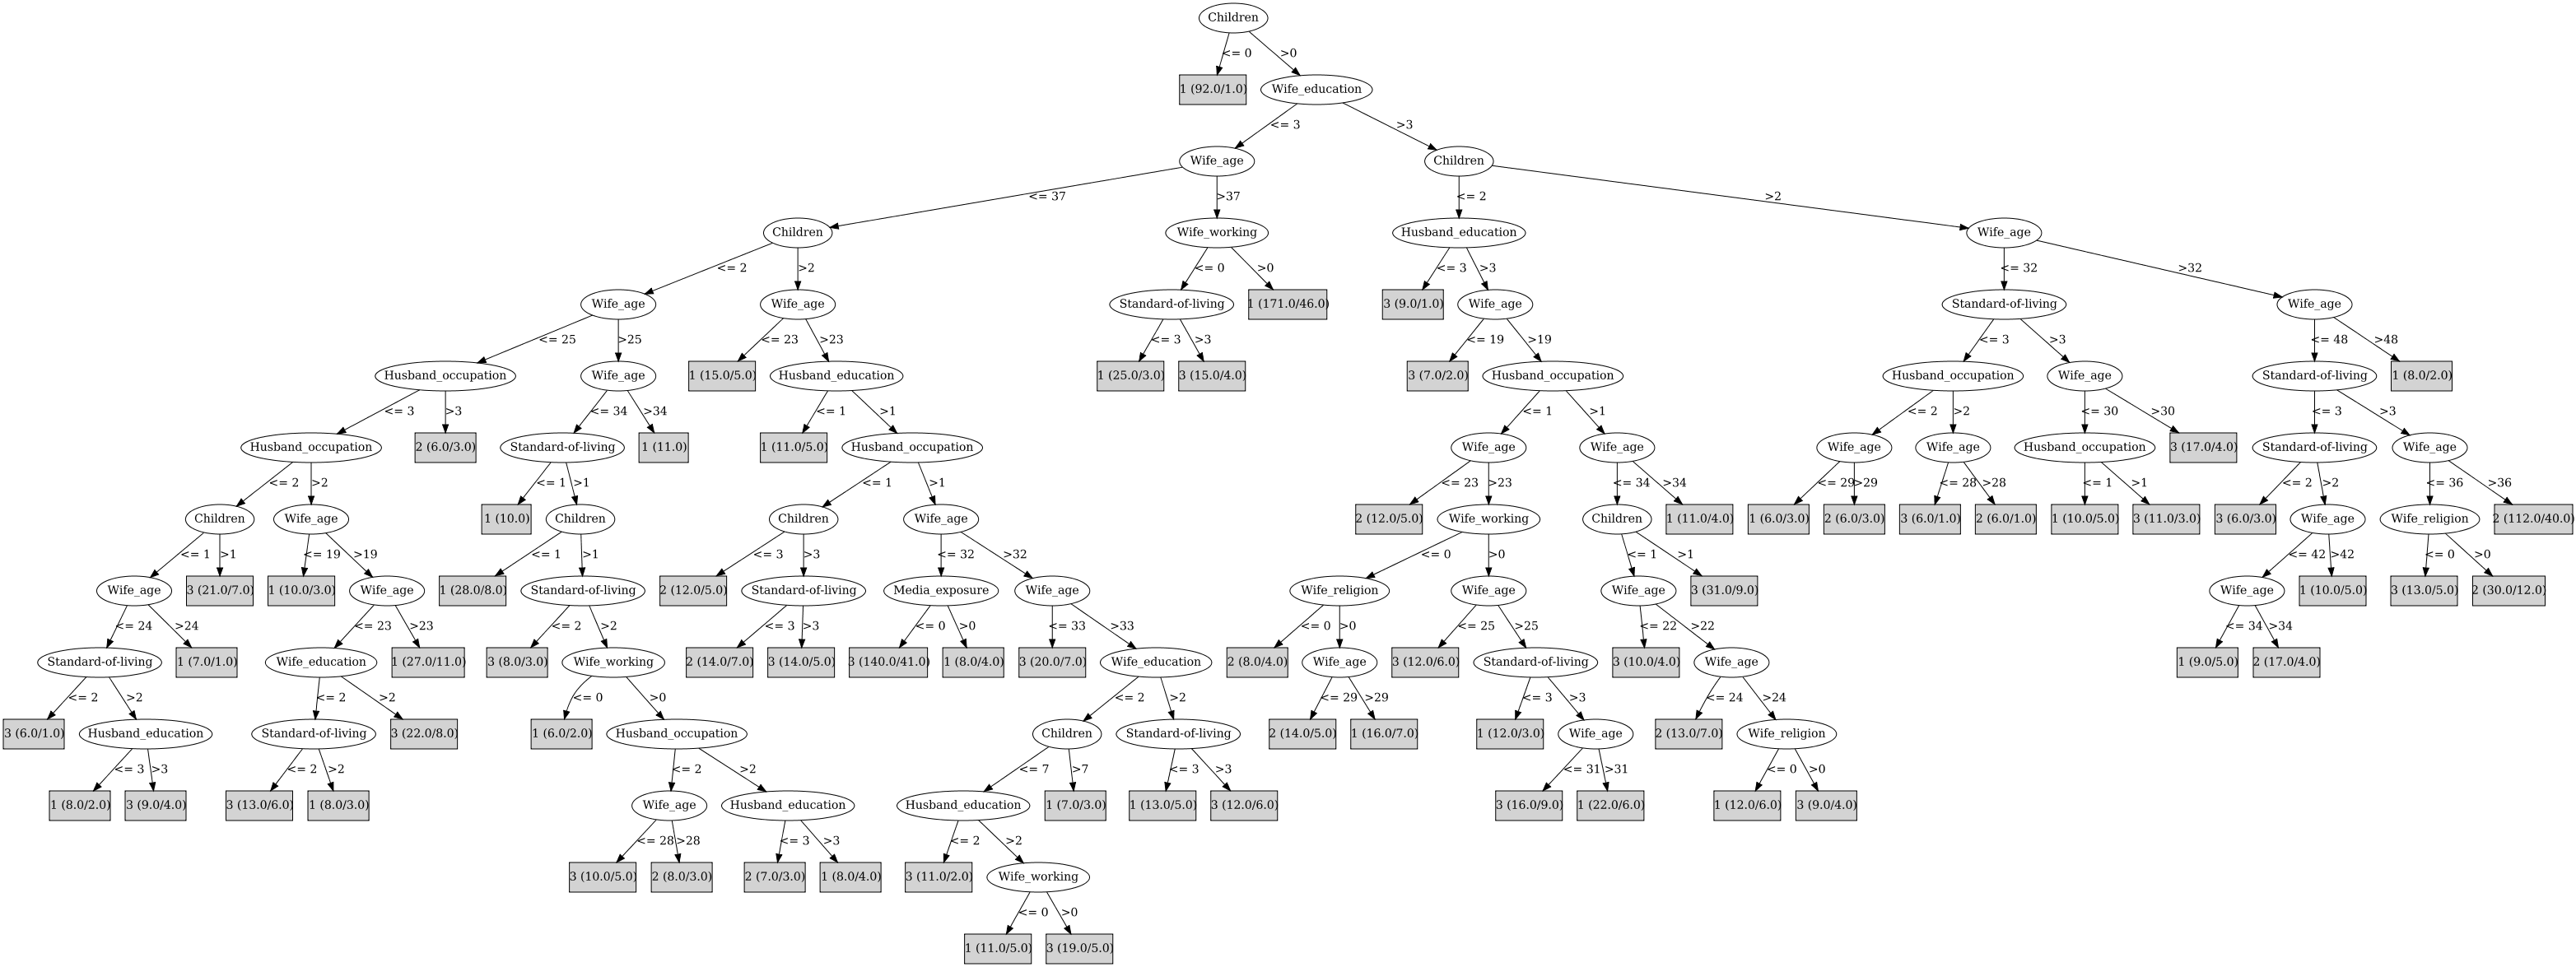 Children
<= 0 >0
1 (92.0/1.0) Wife_education
<= 3 >3
Wife_age Children
<= 37 >37 <= 2 >2
Children Wife_working Husband_education Wife_age
<= 2 >2 <= 0 >0 <= 3 >3 <= 32 >32
Wife_age Wife_age Standard-of-living 1 (171.0/46.0) 3 (9.0/1.0) Wife_age Standard-of-living Wife_age
<= 25 >25 <= 23 >23 <= 3 >3 <= 19 >19 <= 3 >3 <= 48 >48
Husband_occupation Wife_age 1 (15.0/5.0) Husband_education 1 (25.0/3.0) 3 (15.0/4.0) 3 (7.0/2.0) Husband_occupation Husband_occupation Wife_age Standard-of-living 1 (8.0/2.0)
<= 3 >3 <= 34 >34 <= 1 >1 <= 1 >1 <= 2 >2 <= 30 >30 <= 3 >3
Husband_occupation 2 (6.0/3.0) Standard-of-living 1 (11.0) 1 (11.0/5.0) Husband_occupation Wife_age Wife_age Wife_age Wife_age Husband_occupation 3 (17.0/4.0) Standard-of-living Wife_age
<= 2 >2 <= 1 >1 <= 1 >1 <= 23 >23 <= 34 >34 <= 29 >29 <= 28 >28 <= 1 >1 <= 2 >2 <= 36 >36
Children Wife_age 1 (10.0) Children Children Wife_age 2 (12.0/5.0) Wife_working Children 1 (11.0/4.0) 1 (6.0/3.0) 2 (6.0/3.0) 3 (6.0/1.0) 2 (6.0/1.0) 1 (10.0/5.0) 3 (11.0/3.0) 3 (6.0/3.0) Wife_age Wife_religion 2 (112.0/40.0)
<= 1 >1 <= 19 >19 <= 1 >1 <= 3 >3 <= 32 >32 <= 0 >0 <= 1 >1 <= 42 >42 <= 0 >0
Wife_age 3 (21.0/7.0) 1 (10.0/3.0) Wife_age 1 (28.0/8.0) Standard-of-living 2 (12.0/5.0) Standard-of-living Media_exposure Wife_age Wife_religion Wife_age Wife_age 3 (31.0/9.0) Wife_age 1 (10.0/5.0) 3 (13.0/5.0) 2 (30.0/12.0)
<= 24 >24 <= 23 >23 <= 2 >2 <= 3 >3 <= 0 >0 <= 33 >33 <= 0 >0 <= 25 >25 <= 22 >22 <= 34 >34
Standard-of-living 1 (7.0/1.0) Wife_education 1 (27.0/11.0) 3 (8.0/3.0) Wife_working 2 (14.0/7.0) 3 (14.0/5.0) 3 (140.0/41.0) 1 (8.0/4.0) 3 (20.0/7.0) Wife_education 2 (8.0/4.0) Wife_age 3 (12.0/6.0) Standard-of-living 3 (10.0/4.0) Wife_age 1 (9.0/5.0) 2 (17.0/4.0)
<= 2 >2 <= 2 >2 <= 0 >0 <= 2 >2 <= 29 >29 <= 3 >3 <= 24 >24
3 (6.0/1.0) Husband_education Standard-of-living 3 (22.0/8.0) 1 (6.0/2.0) Husband_occupation Children Standard-of-living 2 (14.0/5.0) 1 (16.0/7.0) 1 (12.0/3.0) Wife_age 2 (13.0/7.0) Wife_religion
<= 3 >3 <= 2 >2 <= 2 >2 <= 7 >7 <= 3 >3 <= 31 >31 <= 0 >0
1 (8.0/2.0) 3 (9.0/4.0) 3 (13.0/6.0) 1 (8.0/3.0) Wife_age Husband_education Husband_education 1 (7.0/3.0) 1 (13.0/5.0) 3 (12.0/6.0) 3 (16.0/9.0) 1 (22.0/6.0) 1 (12.0/6.0) 3 (9.0/4.0)
<= 28 >28 <= 3 >3 <= 2 >2
3 (10.0/5.0) 2 (8.0/3.0) 2 (7.0/3.0) 1 (8.0/4.0) 3 (11.0/2.0) Wife_working
<= 0 >0
1 (11.0/5.0) 3 (19.0/5.0)